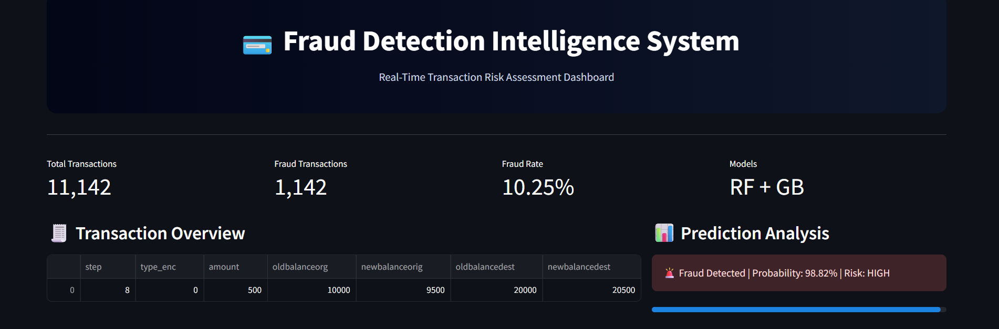 Fraud Detection Intelligence System
Real-Time Transaction Risk Assessment Dashboard
Total Transactions
11,142
Fraud Transactions
1,142
Fraud Rate
10.25%
Models
RF + GB
Transaction Overview
step type_enc amount oldbalanceorg newbalanceorig oldbalancedest newbalancedest
0 8 0 500 10000 9500 20000 20500
Prediction Analysis
Fraud Detected | Probability: 98.82% | Risk: HIGH